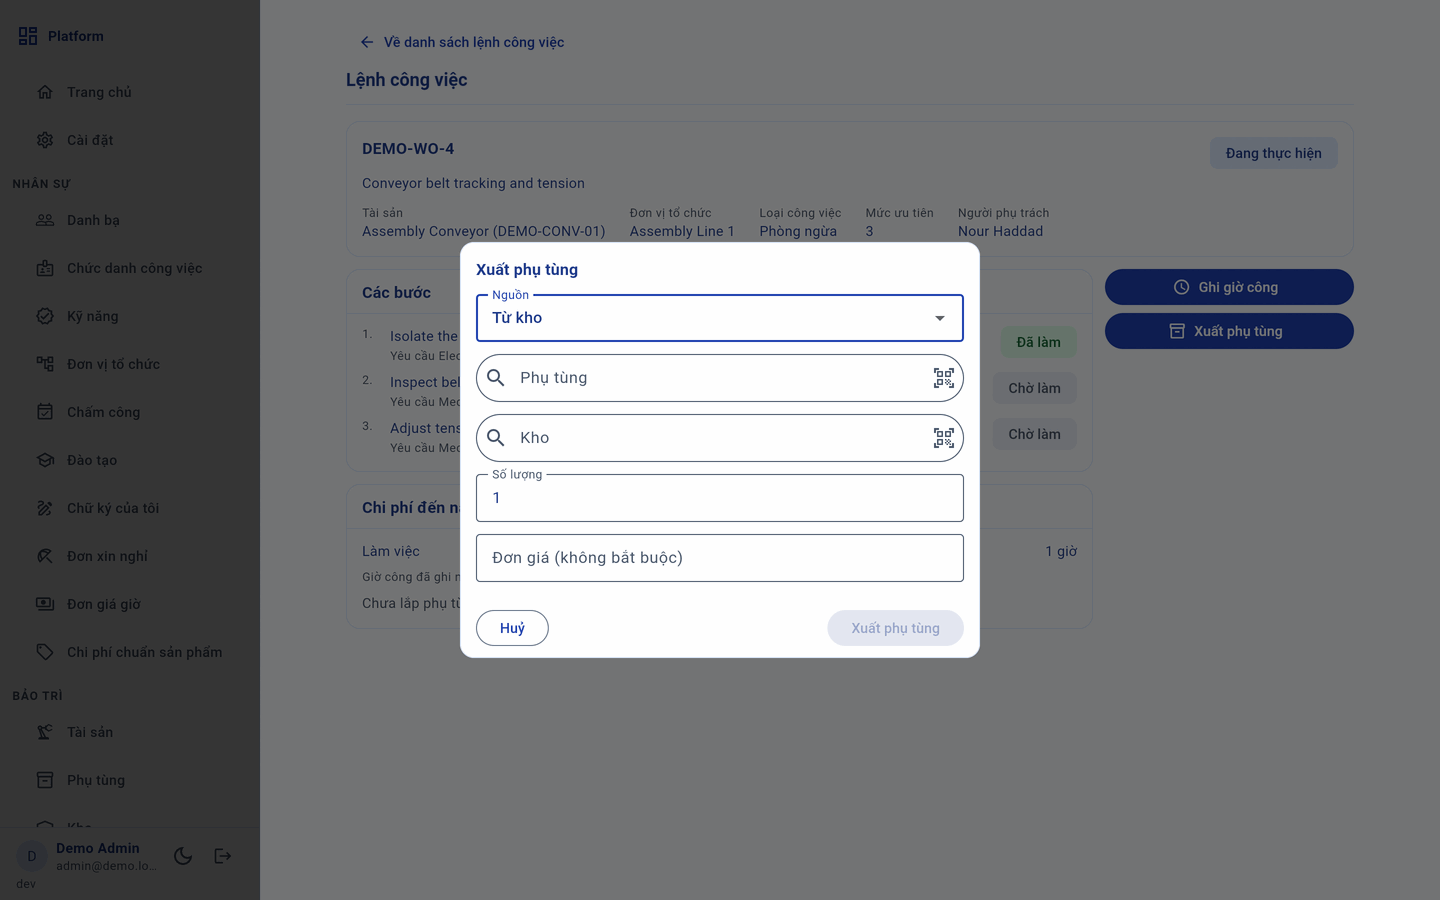 Platform
Trang chủ
Cài đặt
NHÂN SỰ
Danh bạ
Chức danh công việc
Kỹ năng
Đơn vị tổ chức
Chấm công
Đào tạo
Chữ ký của tôi
Đơn xin nghỉ
Đơn giá giờ
Chi phí chuẩn sản phẩm
BẢO TRÌ
Tài sản
Phụ tùng
D
Demo Admin
admin@demo.lo...
dev
Về danh sách lệnh công việc
Lệnh công việc
DEMO-WO-4
Đang thực hiện
Conveyor belt tracking and tension
Tài sản
Assembly Conveyor (DEMO-CONV-01)
Đơn vị tổ chức
Assembly Line 1
Loại công việc
Phòng ngừa
Mức ưu tiên
3
Người phụ trách
Nour Haddad
Các bước
1. Isolate the
Yêu cầu
Đã làm
2. Inspect
Yêu cầu
Chờ làm
3. Adjust
Yêu cầu
Chờ làm
Ghi giờ công
Xuất phụ tùng
Chi phí đến
Làm việc
1 giờ
Giờ công đã ghi
Chưa lắp phụ
Xuất phụ tùng
Nguồn
Từ kho
Phụ tùng
Kho
Số lượng
1
Đơn giá (không bắt buộc)
Huỷ
Xuất phụ tùng